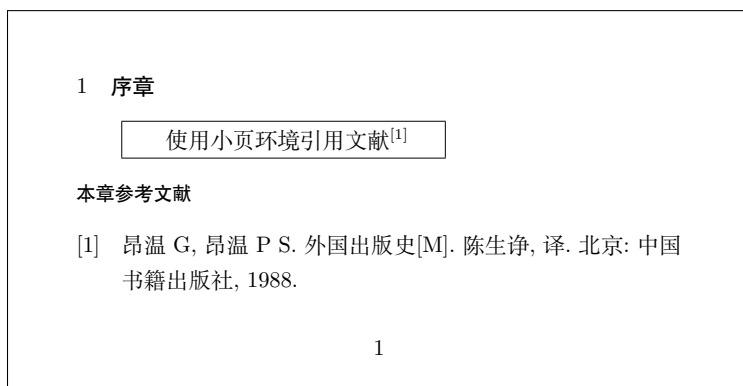 1 序章
使用小页环境引用文献[1]
本章参考文献
[1] 昂温 G, 昂温 P S. 外国出版史[M]. 陈生诤, 译. 北京: 中国
书籍出版社, 1988.
1